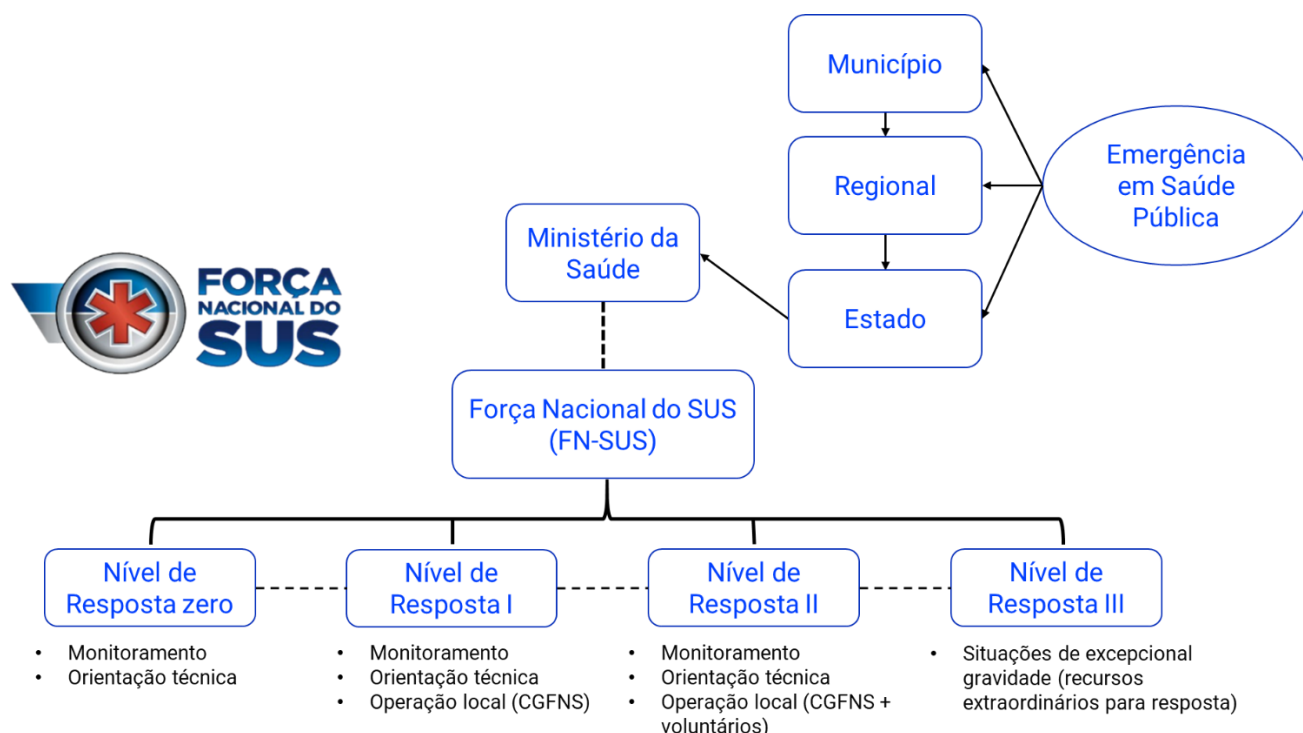 Município
Regional
Estado
Emergência
em Saúde
Pública
Ministério da
Saúde
FORÇA
NACIONAL DO
SUS
Força Nacional do SUS
(FN-SUS)
Nível de
Resposta zero
• Monitoramento
• Orientação técnica
Nível de
Resposta I
• Monitoramento
• Orientação técnica
• Operação local (CGFNS)
Nível de
Resposta II
• Monitoramento
• Orientação técnica
• Operação local (CGFNS +
voluntários)
Nível de
Resposta III
• Situações de excepcional
gravidade (recursos
extraordinários para resposta)